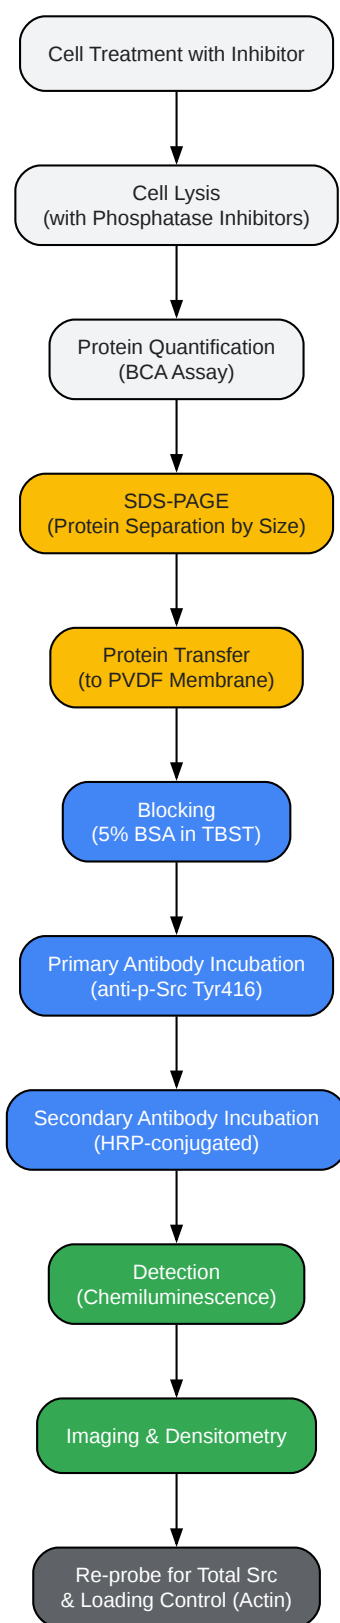 Cell Treatment with Inhibitor
Cell Lysis
(with Phosphatase Inhibitors)
Protein Quantification
(BCA Assay)
SDS-PAGE
(Protein Separation by Size)
Protein Transfer
(to PVDF Membrane)
Blocking
(5% BSA in TBST)
Primary Antibody Incubation
(anti-p-Src Tyr416)
Secondary Antibody Incubation
(HRP-conjugated)
Detection
(Chemiluminescence)
Imaging & Densitometry
Re-probe for Total Src
& Loading Control (Actin)